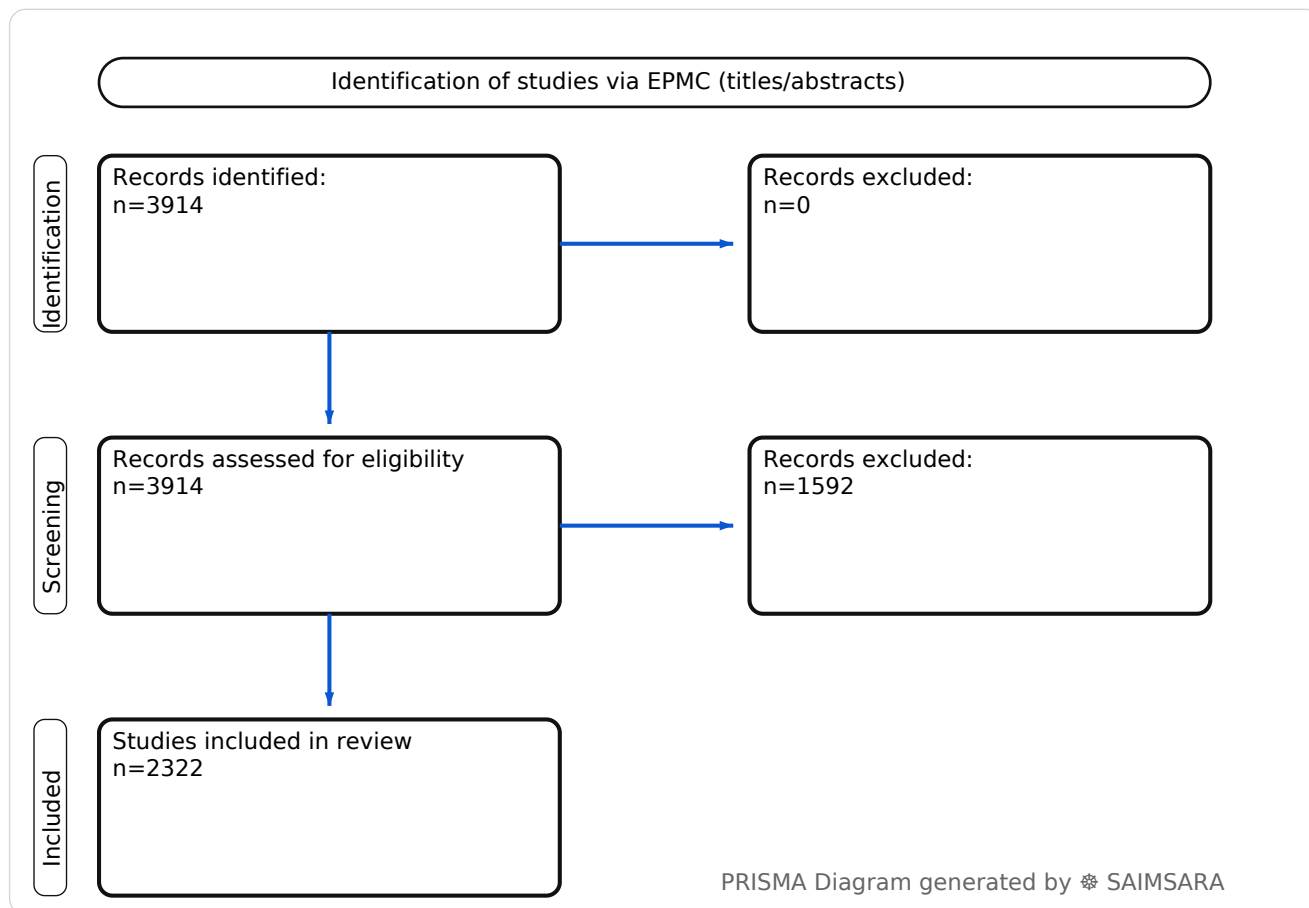 Identification of studies via EPMC (titles/abstracts)
Identification
Records identified:
n=3914
Records excluded:
n=0
Screening
Records assessed for eligibility
n=3914
Records excluded:
n=1592
Included
Studies included in review
n=2322
PRISMA Diagram generated by ☸ SAIMSARA